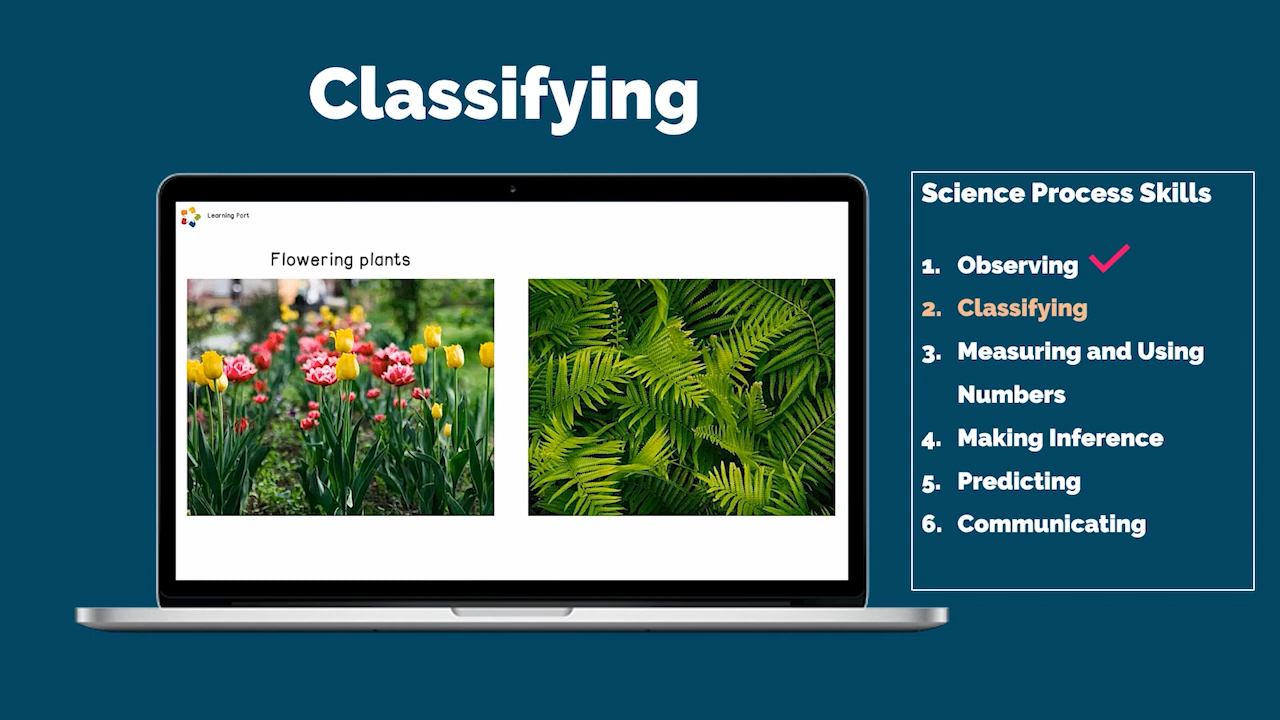 Classifying
Learning Port
Flowering plants
Science Process Skills
1. Observing
2. Classifying
3. Measuring and Using
Numbers
4. Making Inference
5. Predicting
6. Communicating